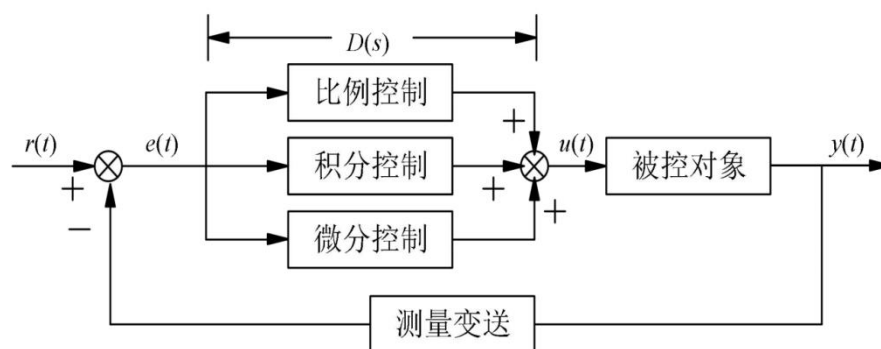 D(s)
比例控制
+
r(t)
e(t)
积分控制
u(t)
被控对象
y(t)
+
+
−
微分控制
+
测量变送